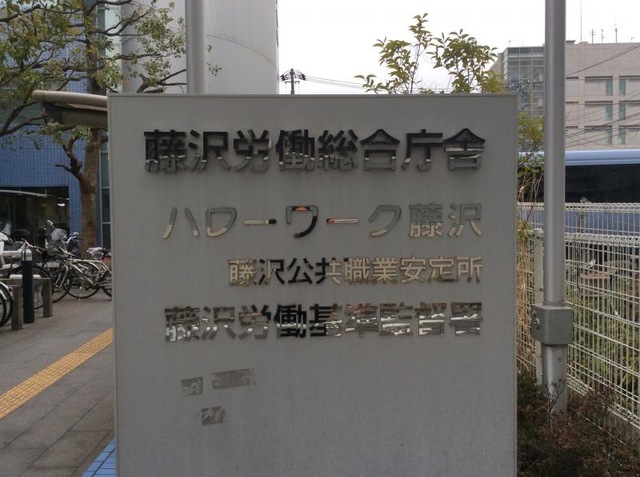 藤沢労働総合庁舎
ハローワーク藤沢
藤沢公共職業安定所
藤沢労働基準監督署